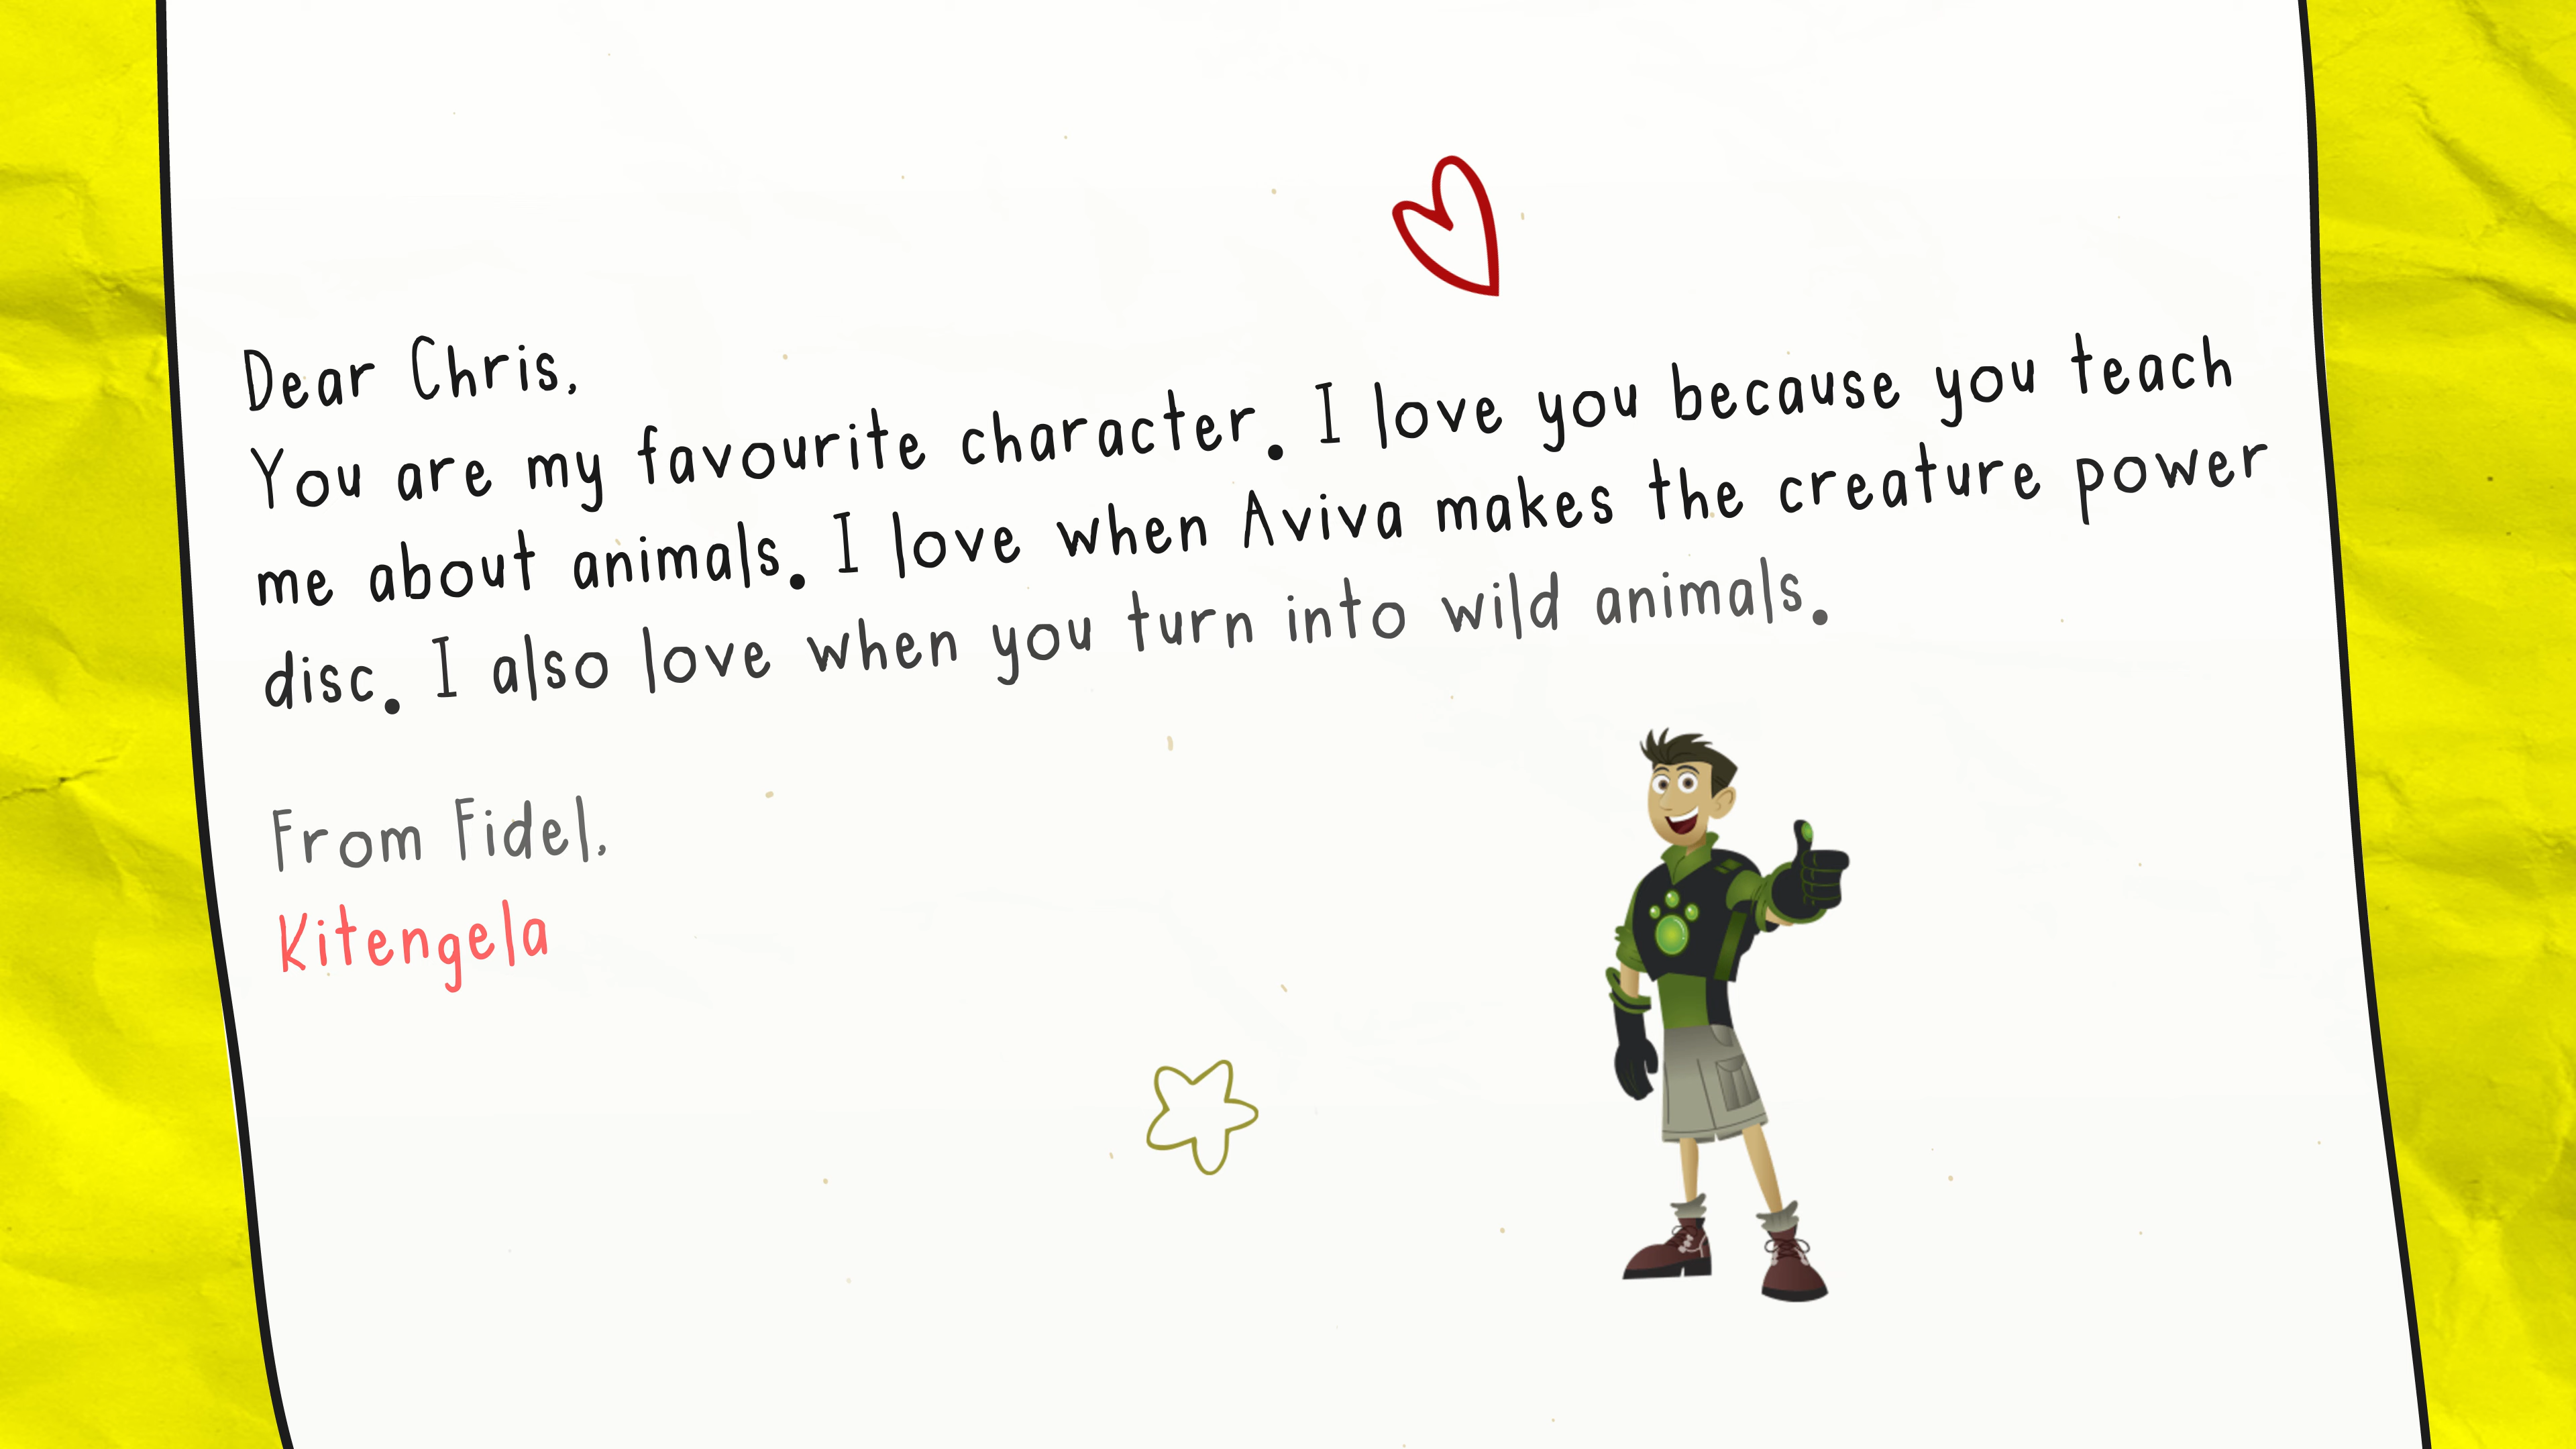 Dear Chris,
You are my favourite character. I love you because you teach
me about animals. I love when Aviva makes the creature power
disc. I also love when you turn into wild animals.
From Fidel,
Kitengela